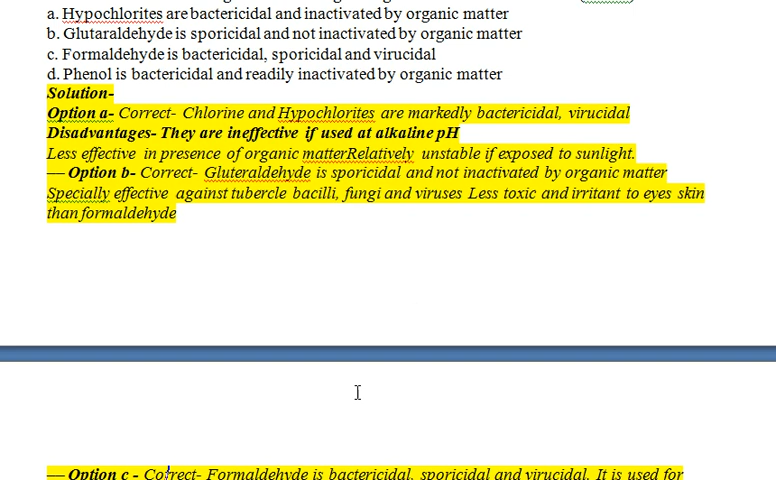 a. Hypochlorites are bactericidal and inactivated by organic matter
b. Glutaraldehyde is sporicidal and not inactivated by organic matter
c. Formaldehyde is bactericidal, sporicidal and virucidal
d. Phenol is bactericidal and readily inactivated by organic matter
Solution-
Option a- Correct- Chlorine and Hypochlorites are markedly bactericidal, virucidal
Disadvantages- They are ineffective if used at alkaline pH
Less effective in presence of organic matterRelatively unstable if exposed to sunlight.
— Option b- Correct- Gluteraldehyde is sporicidal and not inactivated by organic matter
Specially effective against tubercle bacilli, fungi and viruses Less toxic and irritant to eyes skin
than formaldehyde
— Option c - Correct- Formaldehyde is bactericidal, sporicidal and virucidal. It is used for